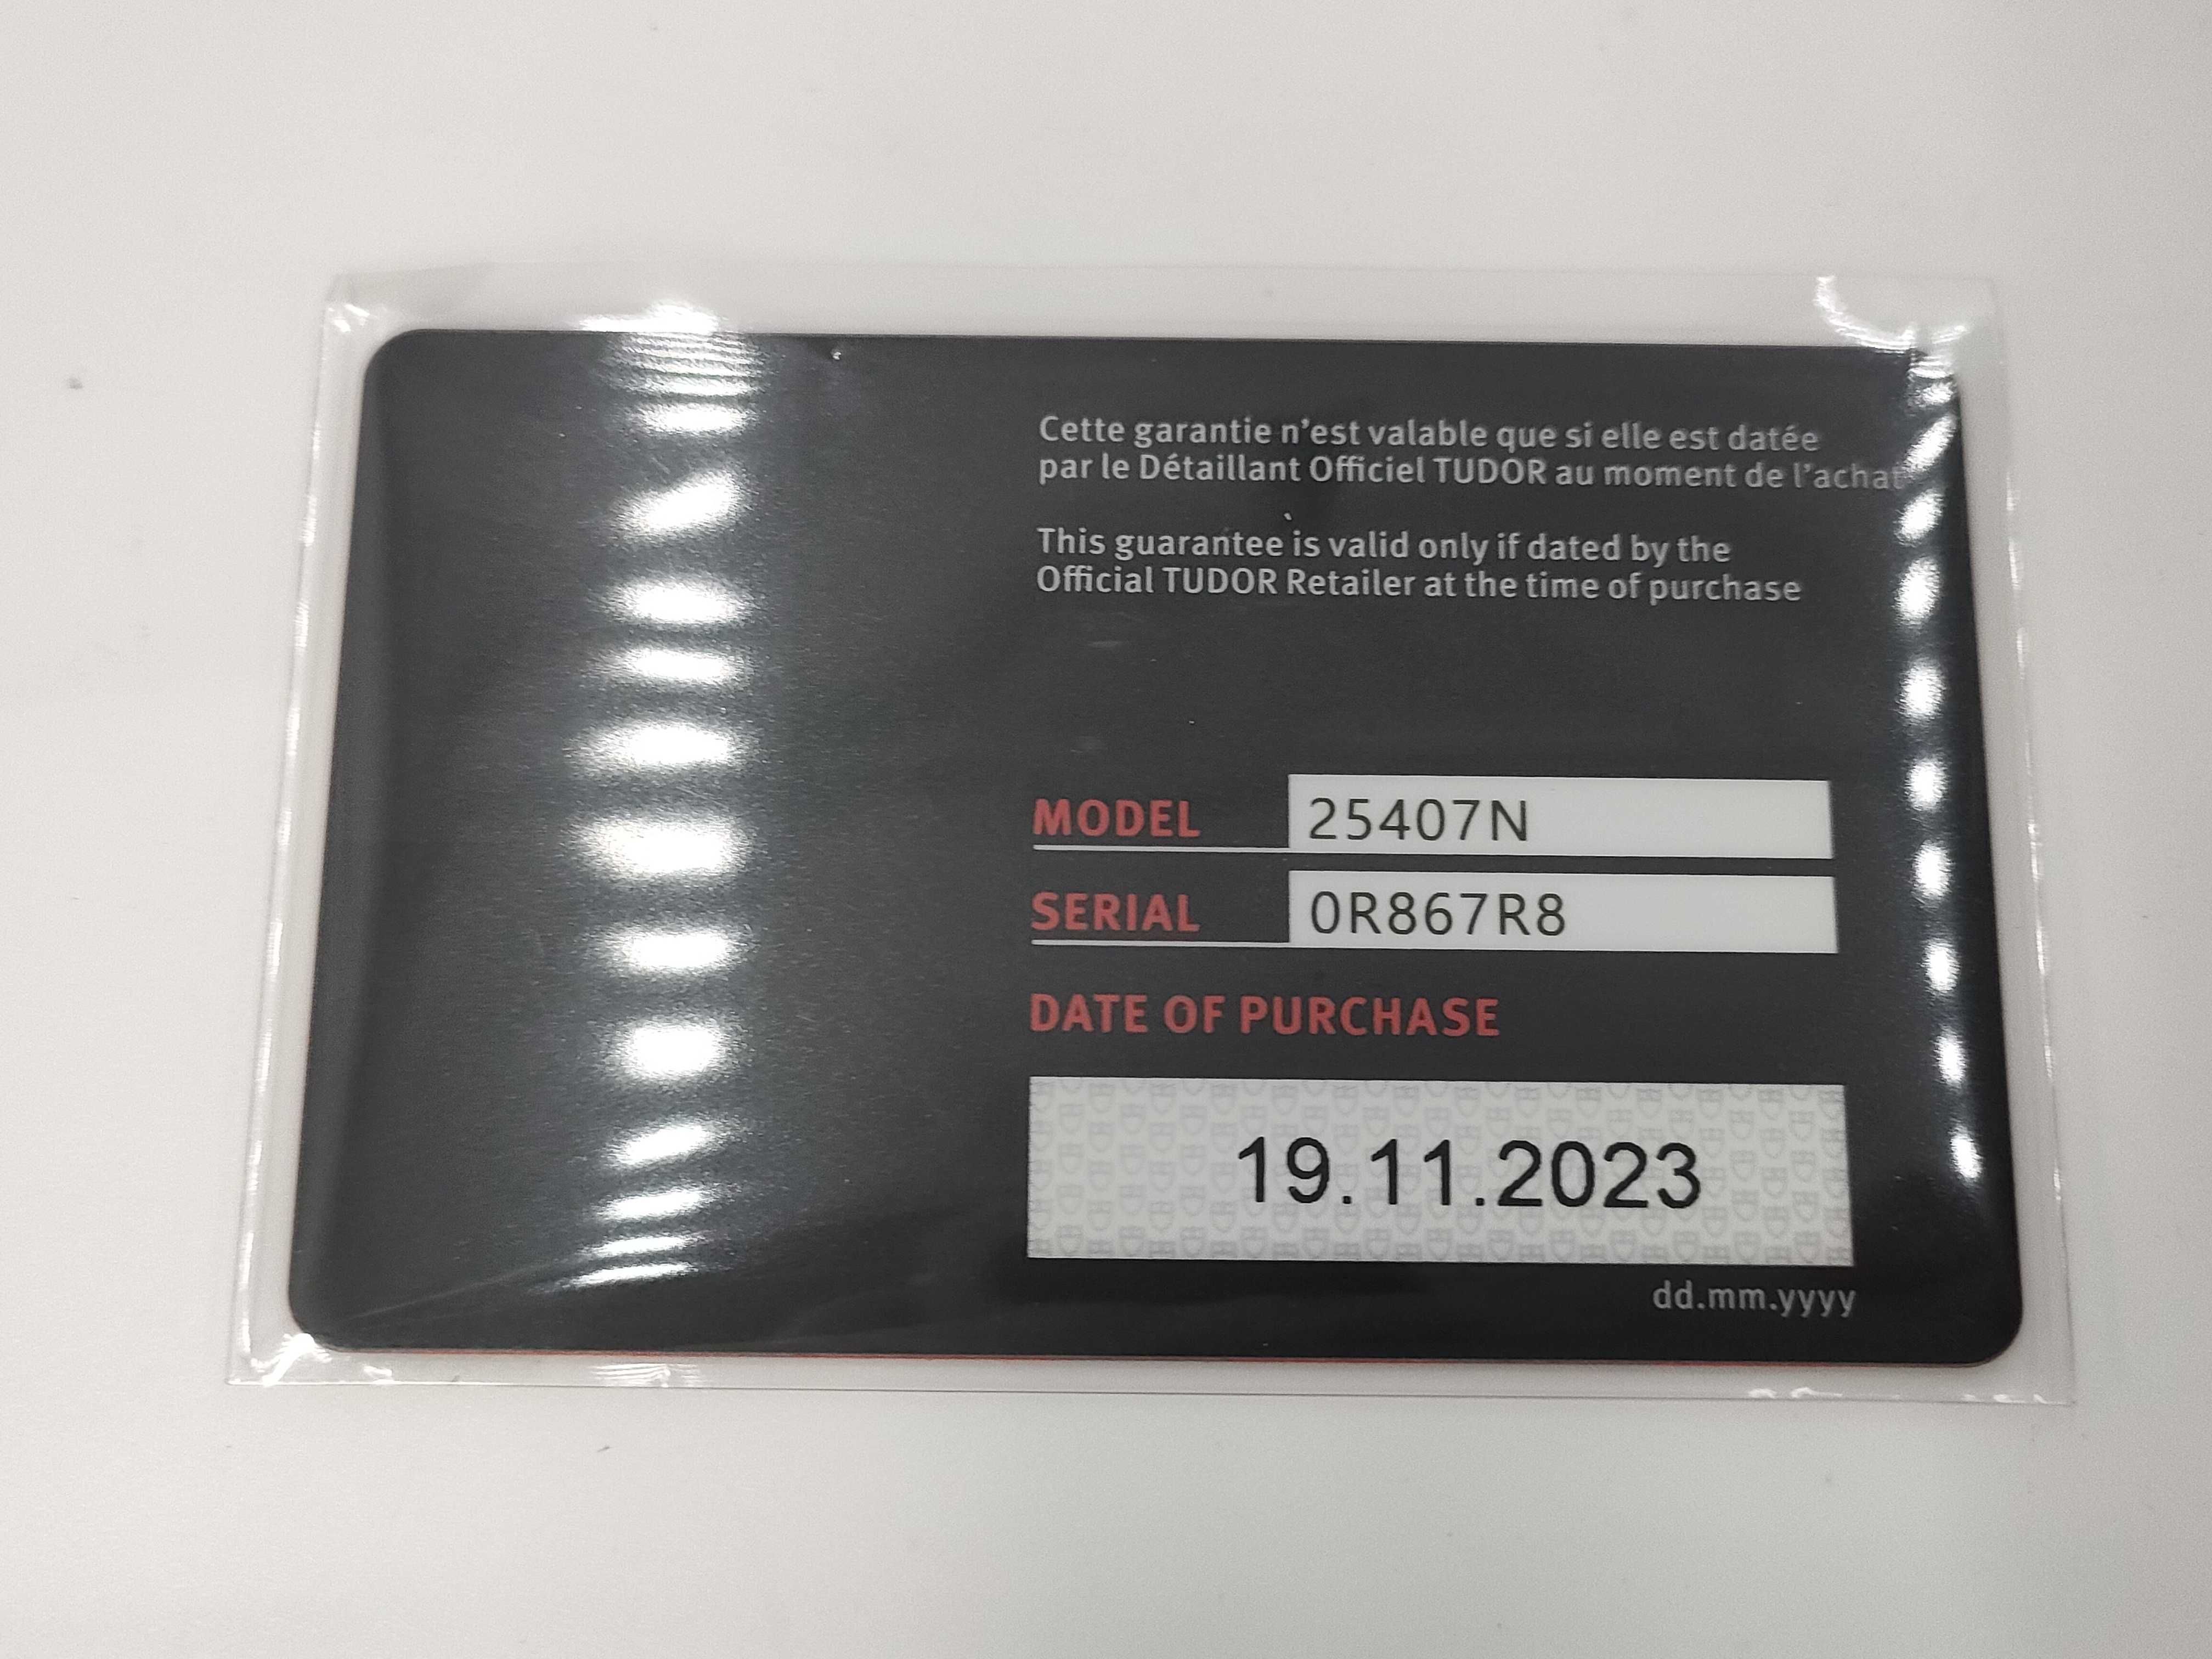 Cette garantie n'est valable que si elle est datée
par le Détaillant Officiel TUDOR au moment de l'achat
This guarantee is valid only if dated by the
Official TUDOR Retailer at the time of purchase
MODEL 25407N
SERIAL 0R867R8
DATE OF PURCHASE
19.11.2023
dd.mm.yyyy